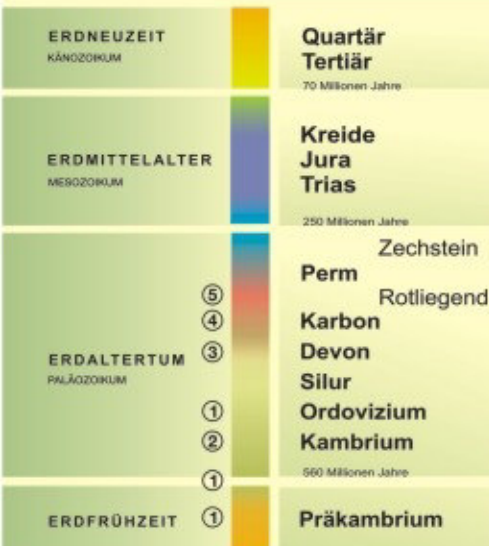 ERDNEUZEIT
KÄNOZOIKUM
Quartär
Tertiär
70 Millionen Jahre
ERDMITTELALTER
MESOZOIKUM
Kreide
Jura
Trias
250 Millionen Jahre
Zechstein
Perm
⑤ Rotliegend
④ Karbon
ERDALTERTUM ③ Devon
PALÄOZOIKUM
Silur
① Ordovizium
② Kambrium
560 Millionen Jahre
①
ERDFRÜHZEIT ① Präkambrium